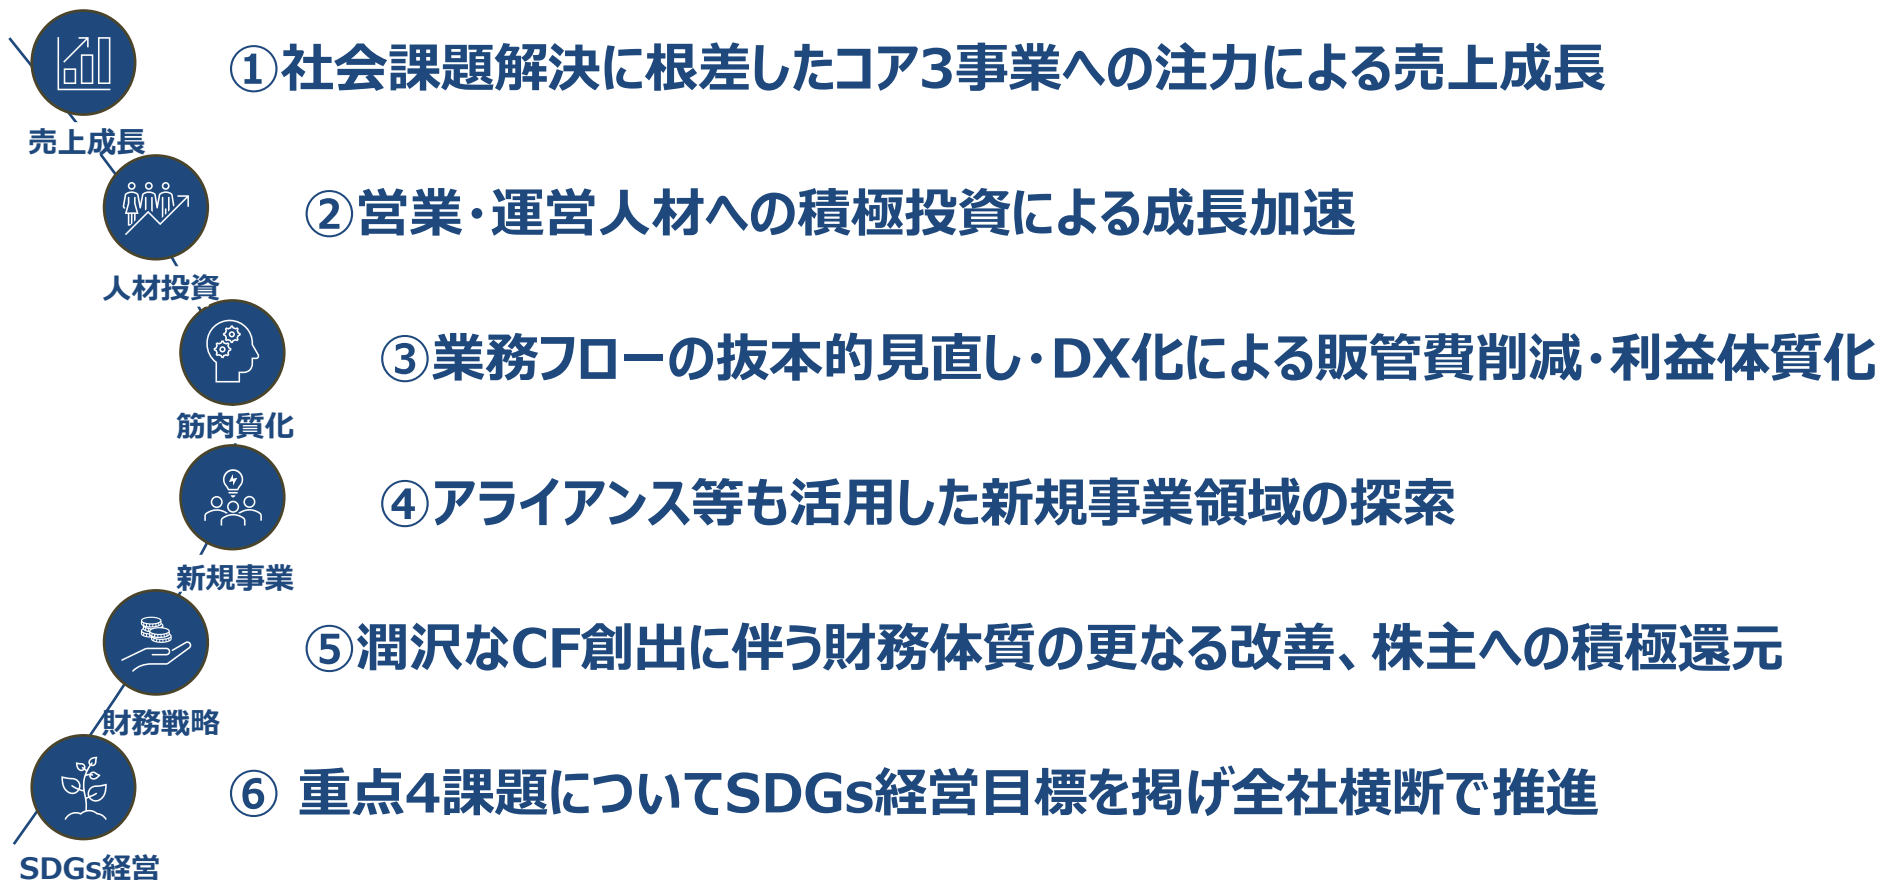 ①社会課題解決に根差したコア3事業への注力による売上成長
売上成長
②営業・運営人材への積極投資による成長加速
人材投資
③業務フローの抜本的見直し・DX化による販管費削減・利益体質化
筋肉質化
④アライアンス等も活用した新規事業領域の探索
新規事業
⑤潤沢なCF創出に伴う財務体質の更なる改善、株主への積極還元
財務戦略
⑥ 重点4課題についてSDGs経営目標を掲げ全社横断で推進
SDGs経営